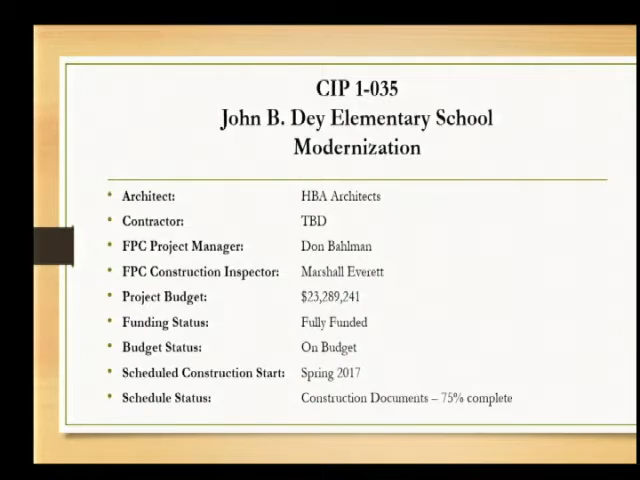 CIP 1-035
John B. Dey Elementary School
Modernization
• Architect: HBA Architects
• Contractor: TBD
• FPC Project Manager: Don Bahlman
• FPC Construction Inspector: Marshall Everett
• Project Budget: $23,289,241
• Funding Status: Fully Funded
• Budget Status: On Budget
• Scheduled Construction Start: Spring 2017
• Schedule Status: Construction Documents – 75% complete